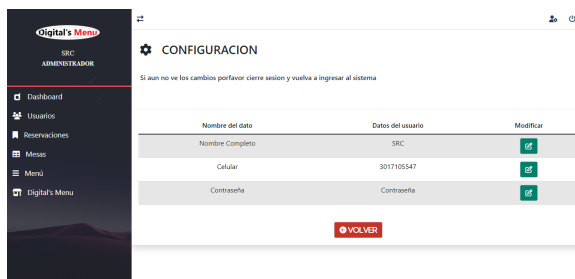 Digital's Menu
SRC
ADMINISTRADOR
Dashboard
Usuarios
Reservaciones
Mesas
Menú
Digital's Menu
CONFIGURACION
Si aun no ve los cambios porfavor cierre sesion y vuelva a ingresar al sistema
Nombre del dato Datos del usuario Modificar
Nombre Completo SRC
Celular 3017105547
Contraseña Contraseña
VOLVER